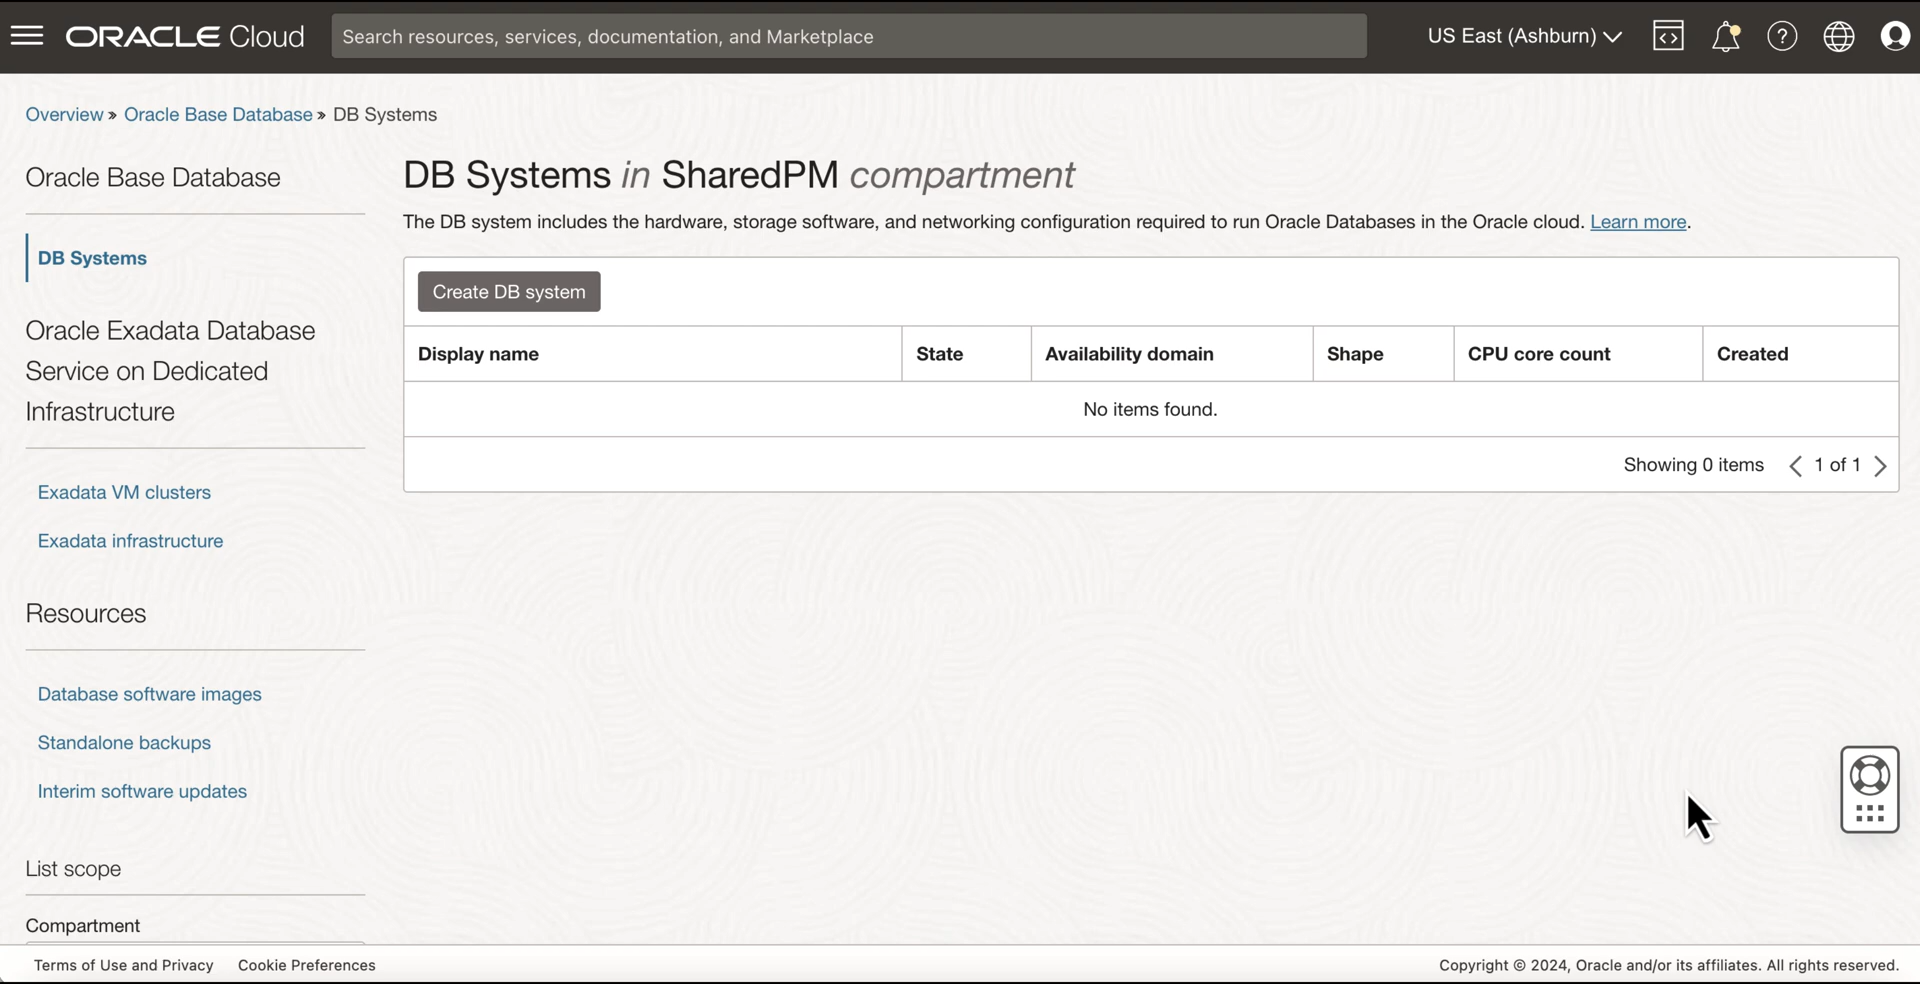 ORACLE Cloud
Search resources, services, documentation, and Marketplace
US East (Ashburn)
Overview » Oracle Base Database » DB Systems
Oracle Base Database
DB Systems
Oracle Exadata Database
Service on Dedicated
Infrastructure
Exadata VM clusters
Exadata infrastructure
Resources
Database software images
Standalone backups
Interim software updates
List scope
Compartment
DB Systems in SharedPM compartment
The DB system includes the hardware, storage software, and networking configuration required to run Oracle Databases in the Oracle cloud. Learn more.
Create DB system
Display name State Availability domain Shape CPU core count Created
No items found.
Showing 0 items < 1 of 1 >
Terms of Use and Privacy Cookie Preferences
Copyright © 2024, Oracle and/or its affiliates. All rights reserved.